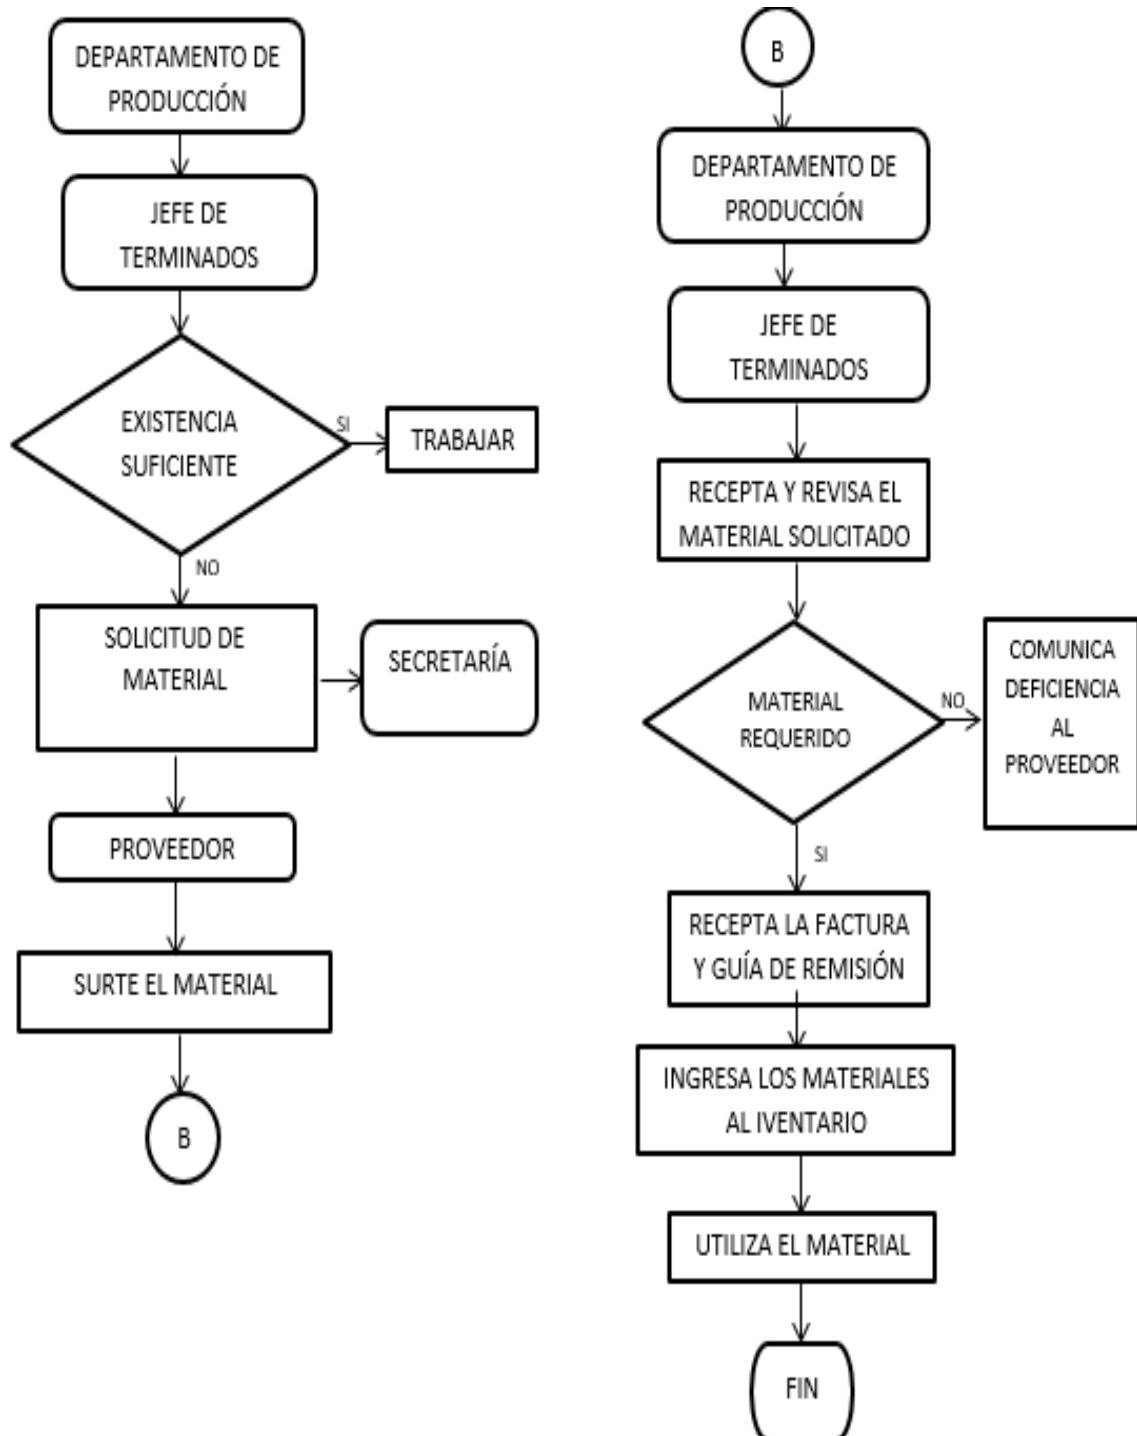 DEPARTAMENTO DE
PRODUCCIÓN
JEFE DE
TERMINADOS
EXISTENCIA
SUFICIENTE
SI
TRABAJAR
NO
SOLICITUD DE
MATERIAL
SECRETARÍA
PROVEEDOR
SURTE EL MATERIAL
B
B
DEPARTAMENTO DE
PRODUCCIÓN
JEFE DE
TERMINADOS
RECEPTA Y REVISA EL
MATERIAL SOLICITADO
MATERIAL
REQUERIDO
NO
COMUNICA
DEFICIENCIA
AL
PROVEEDOR
SI
RECEPTA LA FACTURA
Y GUÍA DE REMISIÓN
INGRESA LOS MATERIALES
AL IVENTARIO
UTILIZA EL MATERIAL
FIN